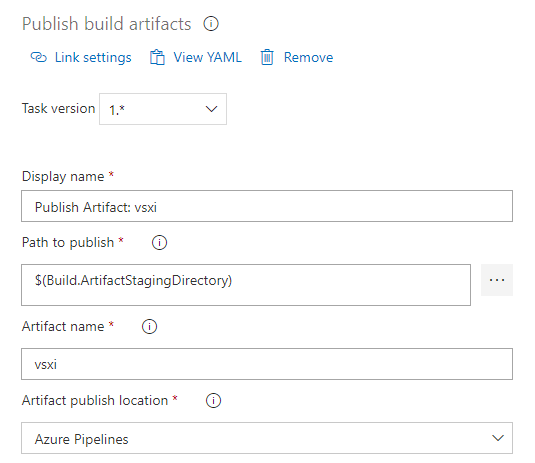 Publish build artifacts
Link settings View YAML Remove
Task version 1.*
Display name *
Publish Artifact: vsxi
Path to publish *
$(Build.ArtifactStagingDirectory)
...
Artifact name *
vsxi
Artifact publish location *
Azure Pipelines